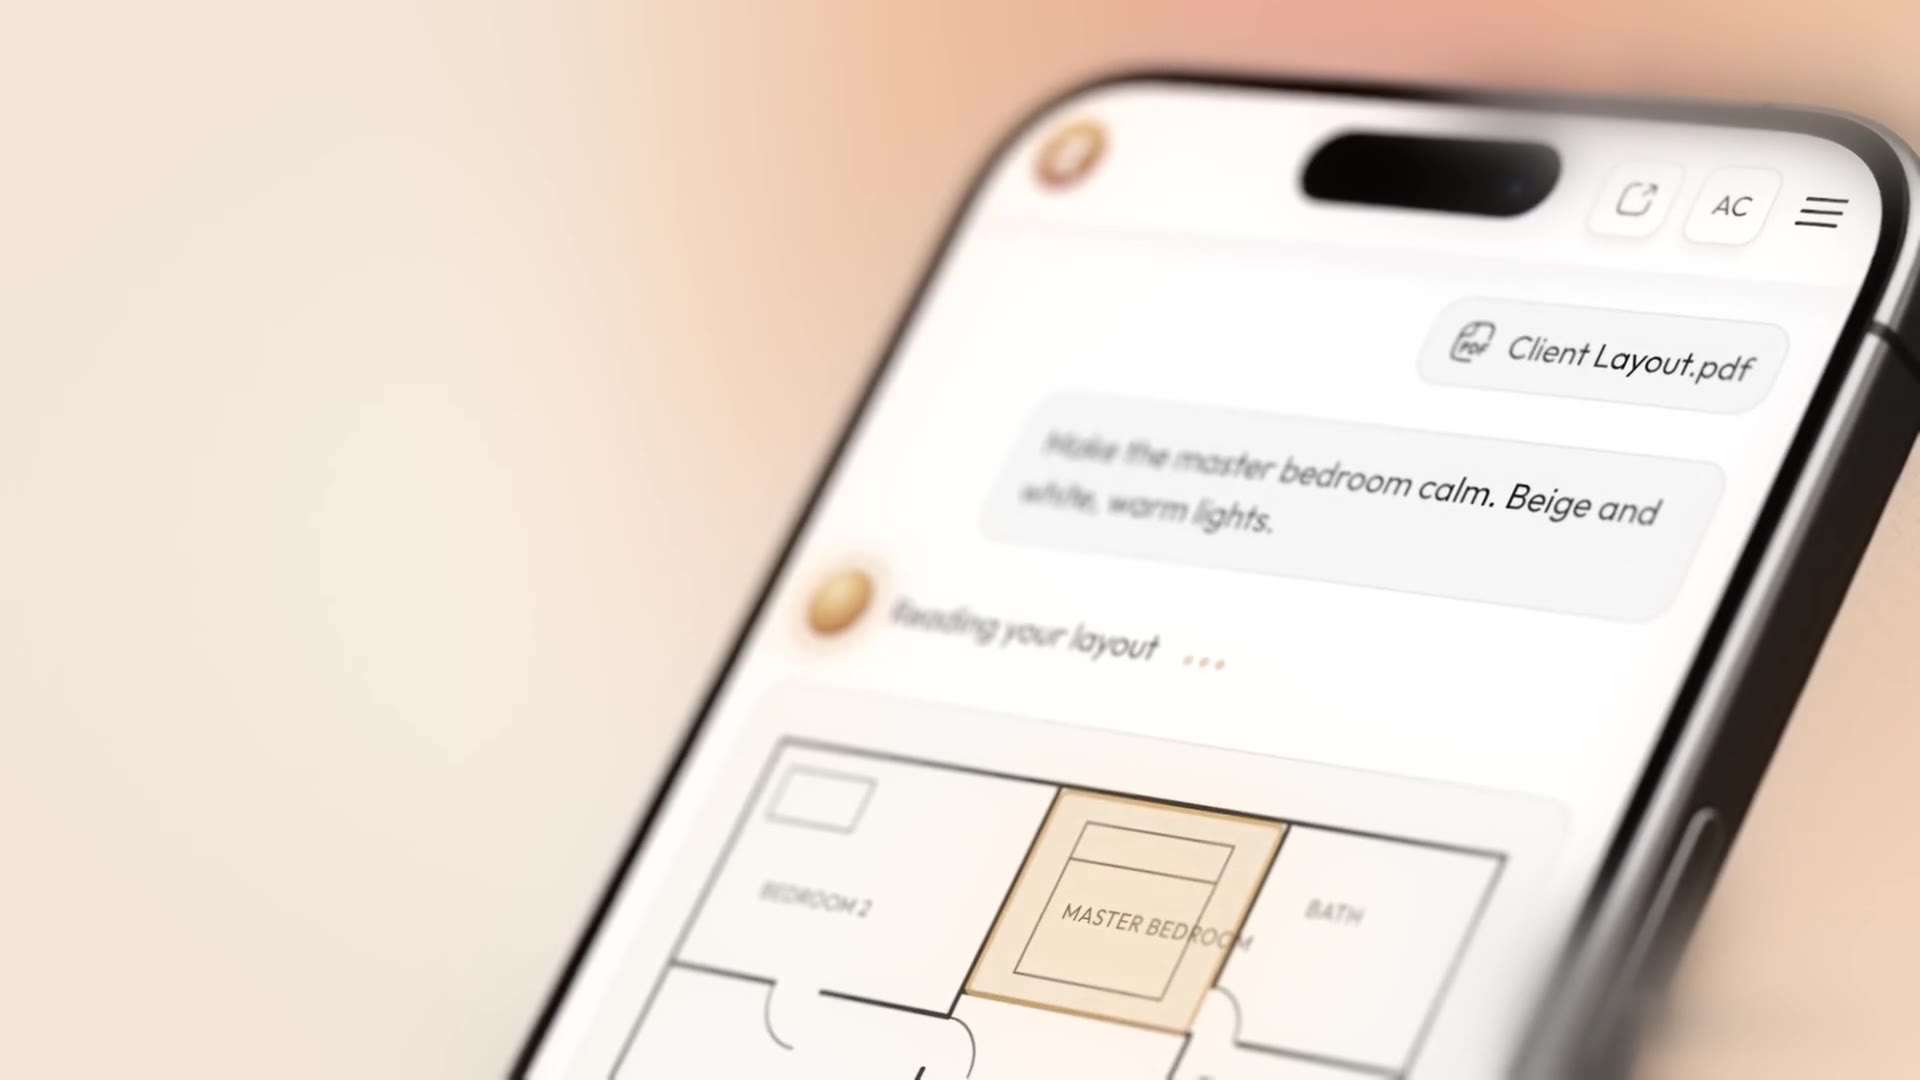 AC
PDF
Client Layout.pdf
Make the master bedroom calm. Beige and
white, warm lights.
Reading your layout ...
MASTER BEDROOM
BEDROOM 2
BATH